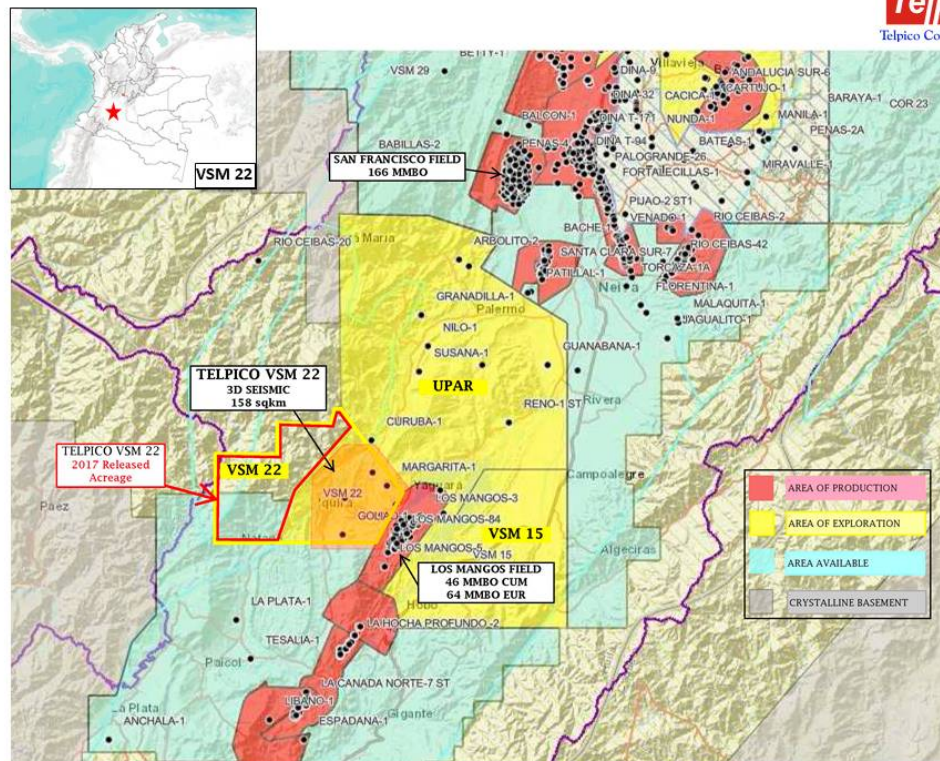 Telpico Co
VSM 22
BETTY-1
VSM 29
DINA-9
Villavieja
ANDALUCIA SUR-6
CARTUJO-1
CACICA-1
DINA-32
BARAYA-1
COR 23
BALCON-1
DINA T-171
NUNDA-1
MANILA-1
PENAS-2A
BABILLAS-2
PENAS-4
DINA T-94
BATEAS-1
SAN FRANCISCO FIELD
166 MMBO
PALOGRANDE-26
MIRAVALLE-1
FORTALECILLAS-1
PIJAO-2 ST1
VENADO-1
RIO CEIBAS-2
BACHE-1
RIO CEIBAS-20
Maria
ARBOLITO-2
SANTA CLARA SUR-7
RIO CEIBAS-42
PATILLAL-1
TORCAZA-1A
Neiva
FLORENTINA-1
GRANADILLA-1
Palermo
MALAQUITA-1
JAGUALITO-1
NILO-1
SUSANA-1
GUANABANA-1
TELPICO VSM 22
3D SEISMIC
158 sqkm
UPAR
RENO-1 ST
Rivera
CURUBA-1
TELPICO VSM 22
2017 Released
Acreage
VSM 22
MARGARITA-1
Campoalegre
Yaguara
LOS MANGOS-3
Paez
VSM 22
LOS MANGOS-84
VSM 15
LOS MANGOS-5
VSM 15
Algeciras
LOS MANGOS FIELD
46 MMBO CUM
64 MMBO EUR
AREA OF PRODUCTION
AREA OF EXPLORATION
AREA AVAILABLE
CRYSTALLINE BASEMENT
LA PLATA-1
Hobo
LA HOCHA PROFUNDO -2
TESALIA-1
Paicol
LA CANADA NORTE-7 ST
La Plata
LIBANO-1
Gigante
ANCHALA-1
ESPADANA-1